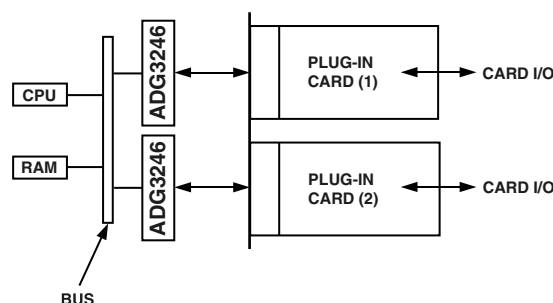 CPU
RAM
BUS
ADG3246
ADG3246
PLUG-IN
CARD (1)
CARD I/O
PLUG-IN
CARD (2)
CARD I/O